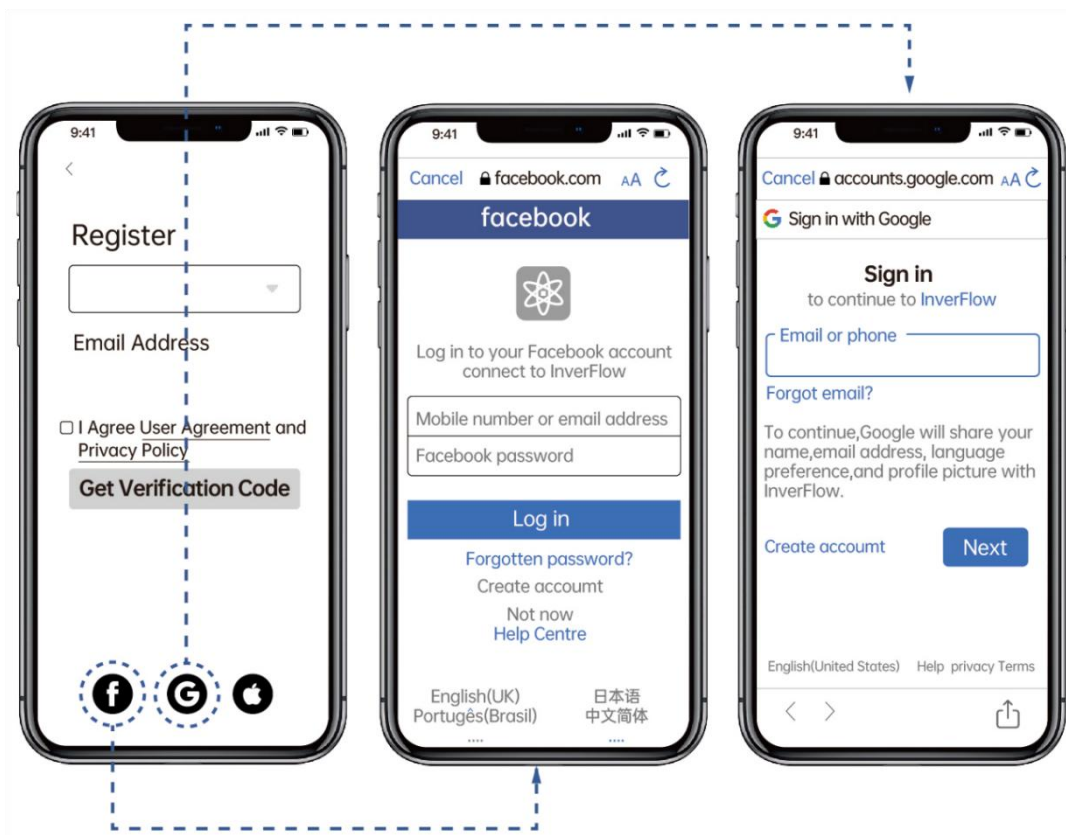 9:41
Register
Email Address
I Agree User Agreement and
Privacy Policy
Get Verification Code
9:41
Cancel facebook.com AA
facebook
Log in to your Facebook account
connect to InverFlow
Mobile number or email address
Facebook password
Log in
Forgotten password?
Create accoumt
Not now
Help Centre
English(UK) 日本语
Portugês(Brasil) 中文简体
.... ....
9:41
Cancel accounts.google.com AA
G Sign in with Google
Sign in
to continue to InverFlow
Email or phone
Forgot email?
To continue,Google will share your
name,email address, language
preference,and profile picture with
InverFlow.
Create accoumt Next
English(United States) Help privacy Terms